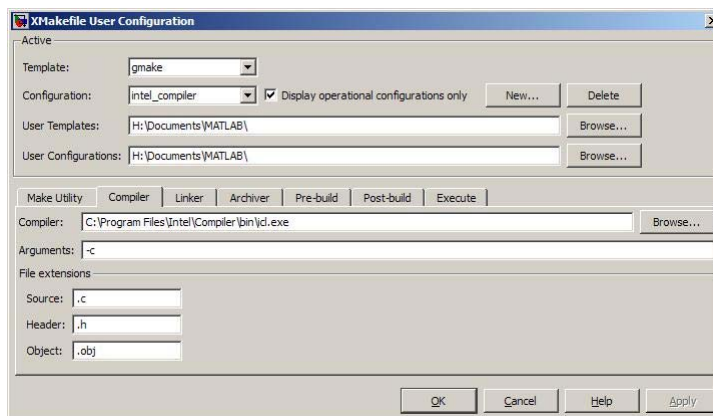 XMakefile User Configuration
Active
Template: gmake
Configuration: intel_compiler Display operational configurations only New... Delete
User Templates: H:\Documents\MATLAB\ Browse...
User Configurations: H:\Documents\MATLAB\ Browse...
Make Utility Compiler Linker Archiver Pre-build Post-build Execute
Compiler: C:\Program Files\Intel\Compiler\bin\icl.exe Browse...
Arguments: -c
File extensions
Source: .c
Header: .h
Object: .obj
OK Cancel Help Apply